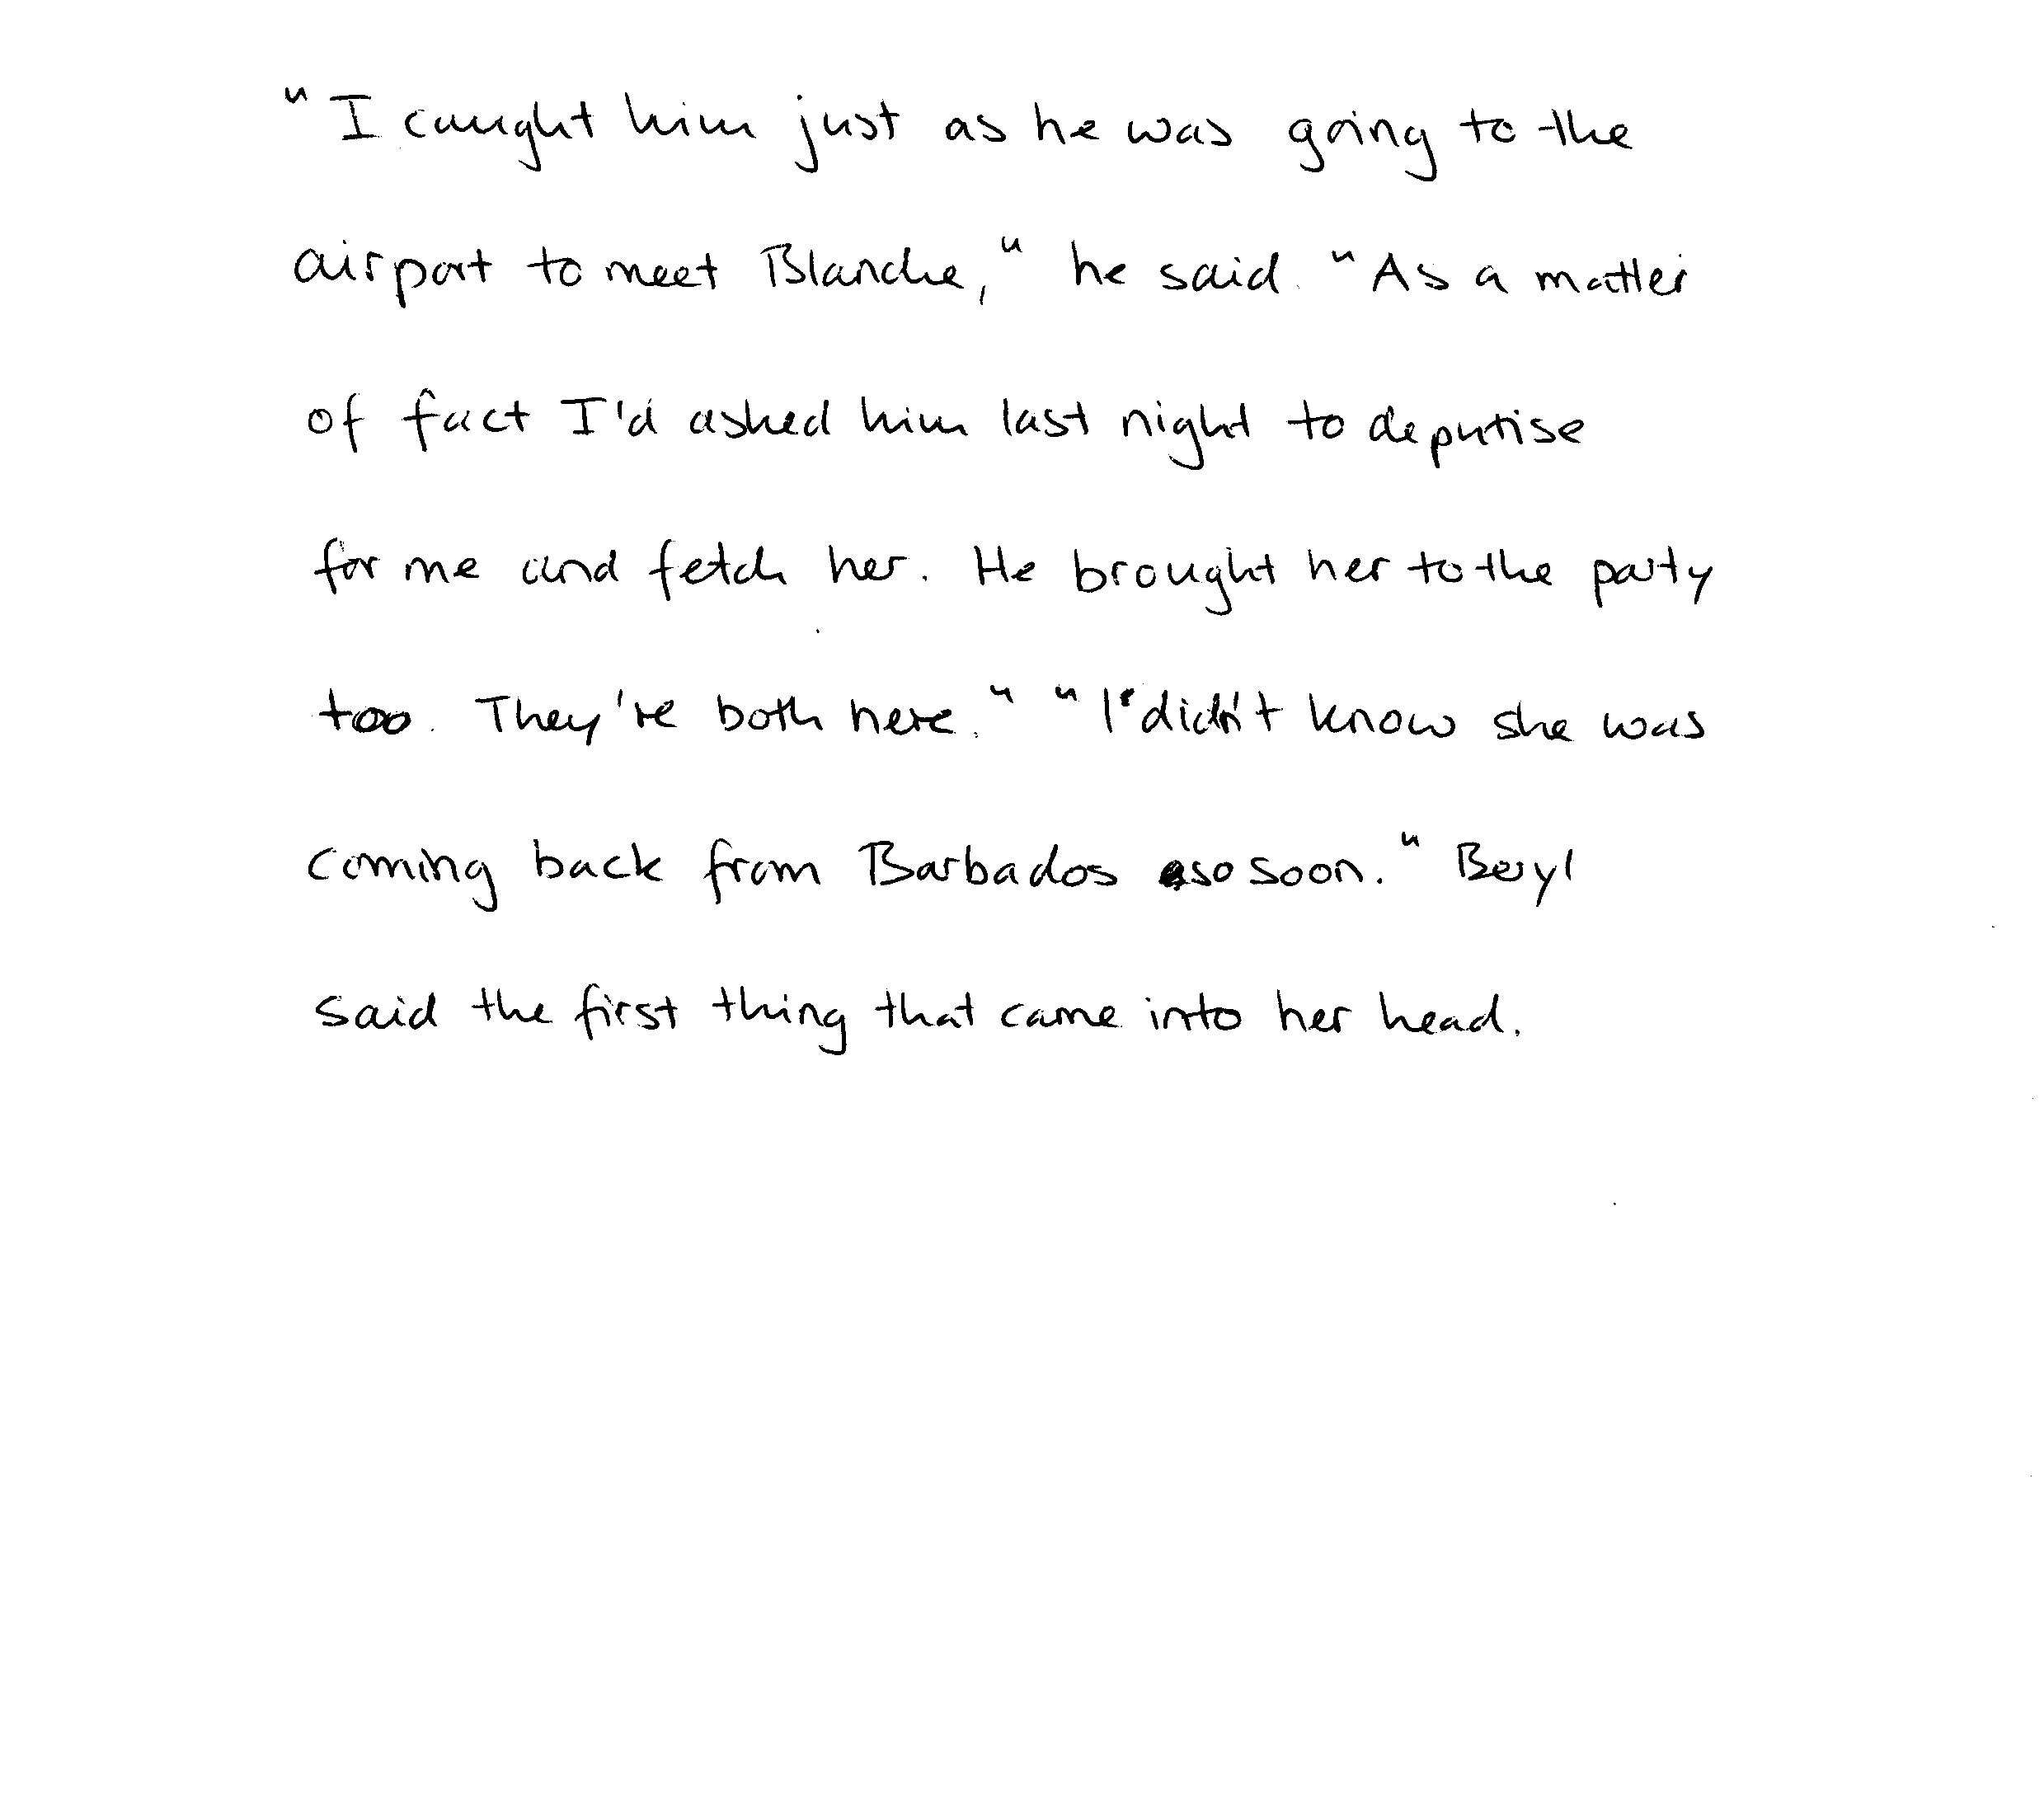 "I caught him just as he was going to the
airport to meet Blanche," he said. "As a matter
of fact I'd asked him last night to deputise
for me and fetch her. He brought her to the party
too. They're both here." "I didn't know she was
coming back from Barbados so soon." Beryl
said the first thing that came into her head.